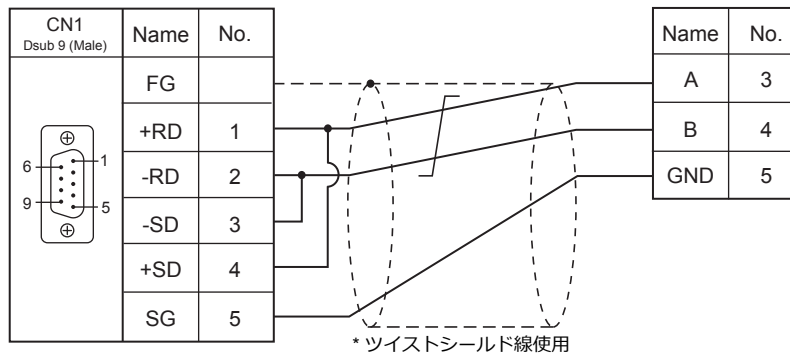 CN1
Dsub 9 (Male)
Name No.
FG
+RD 1
-RD 2
-SD 3
+SD 4
SG 5
6 1
9 5
Name No.
A 3
B 4
GND 5
* ツイストシールド線使用